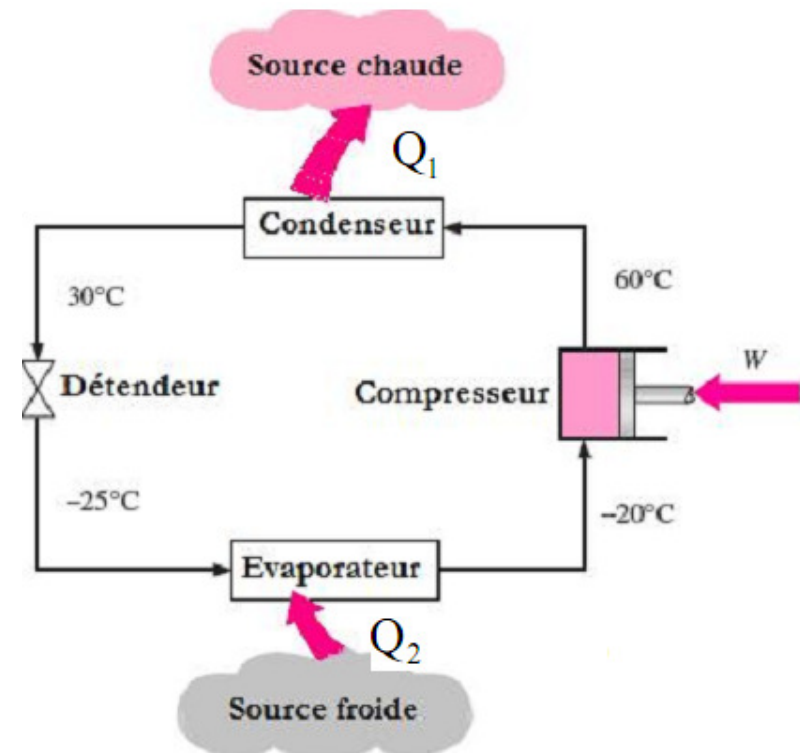 Source chaude
Q1
Condenseur
30°C
60°C
Détendeur
Compresseur
W
–25°C
–20°C
Evaporateur
Q2
Source froide